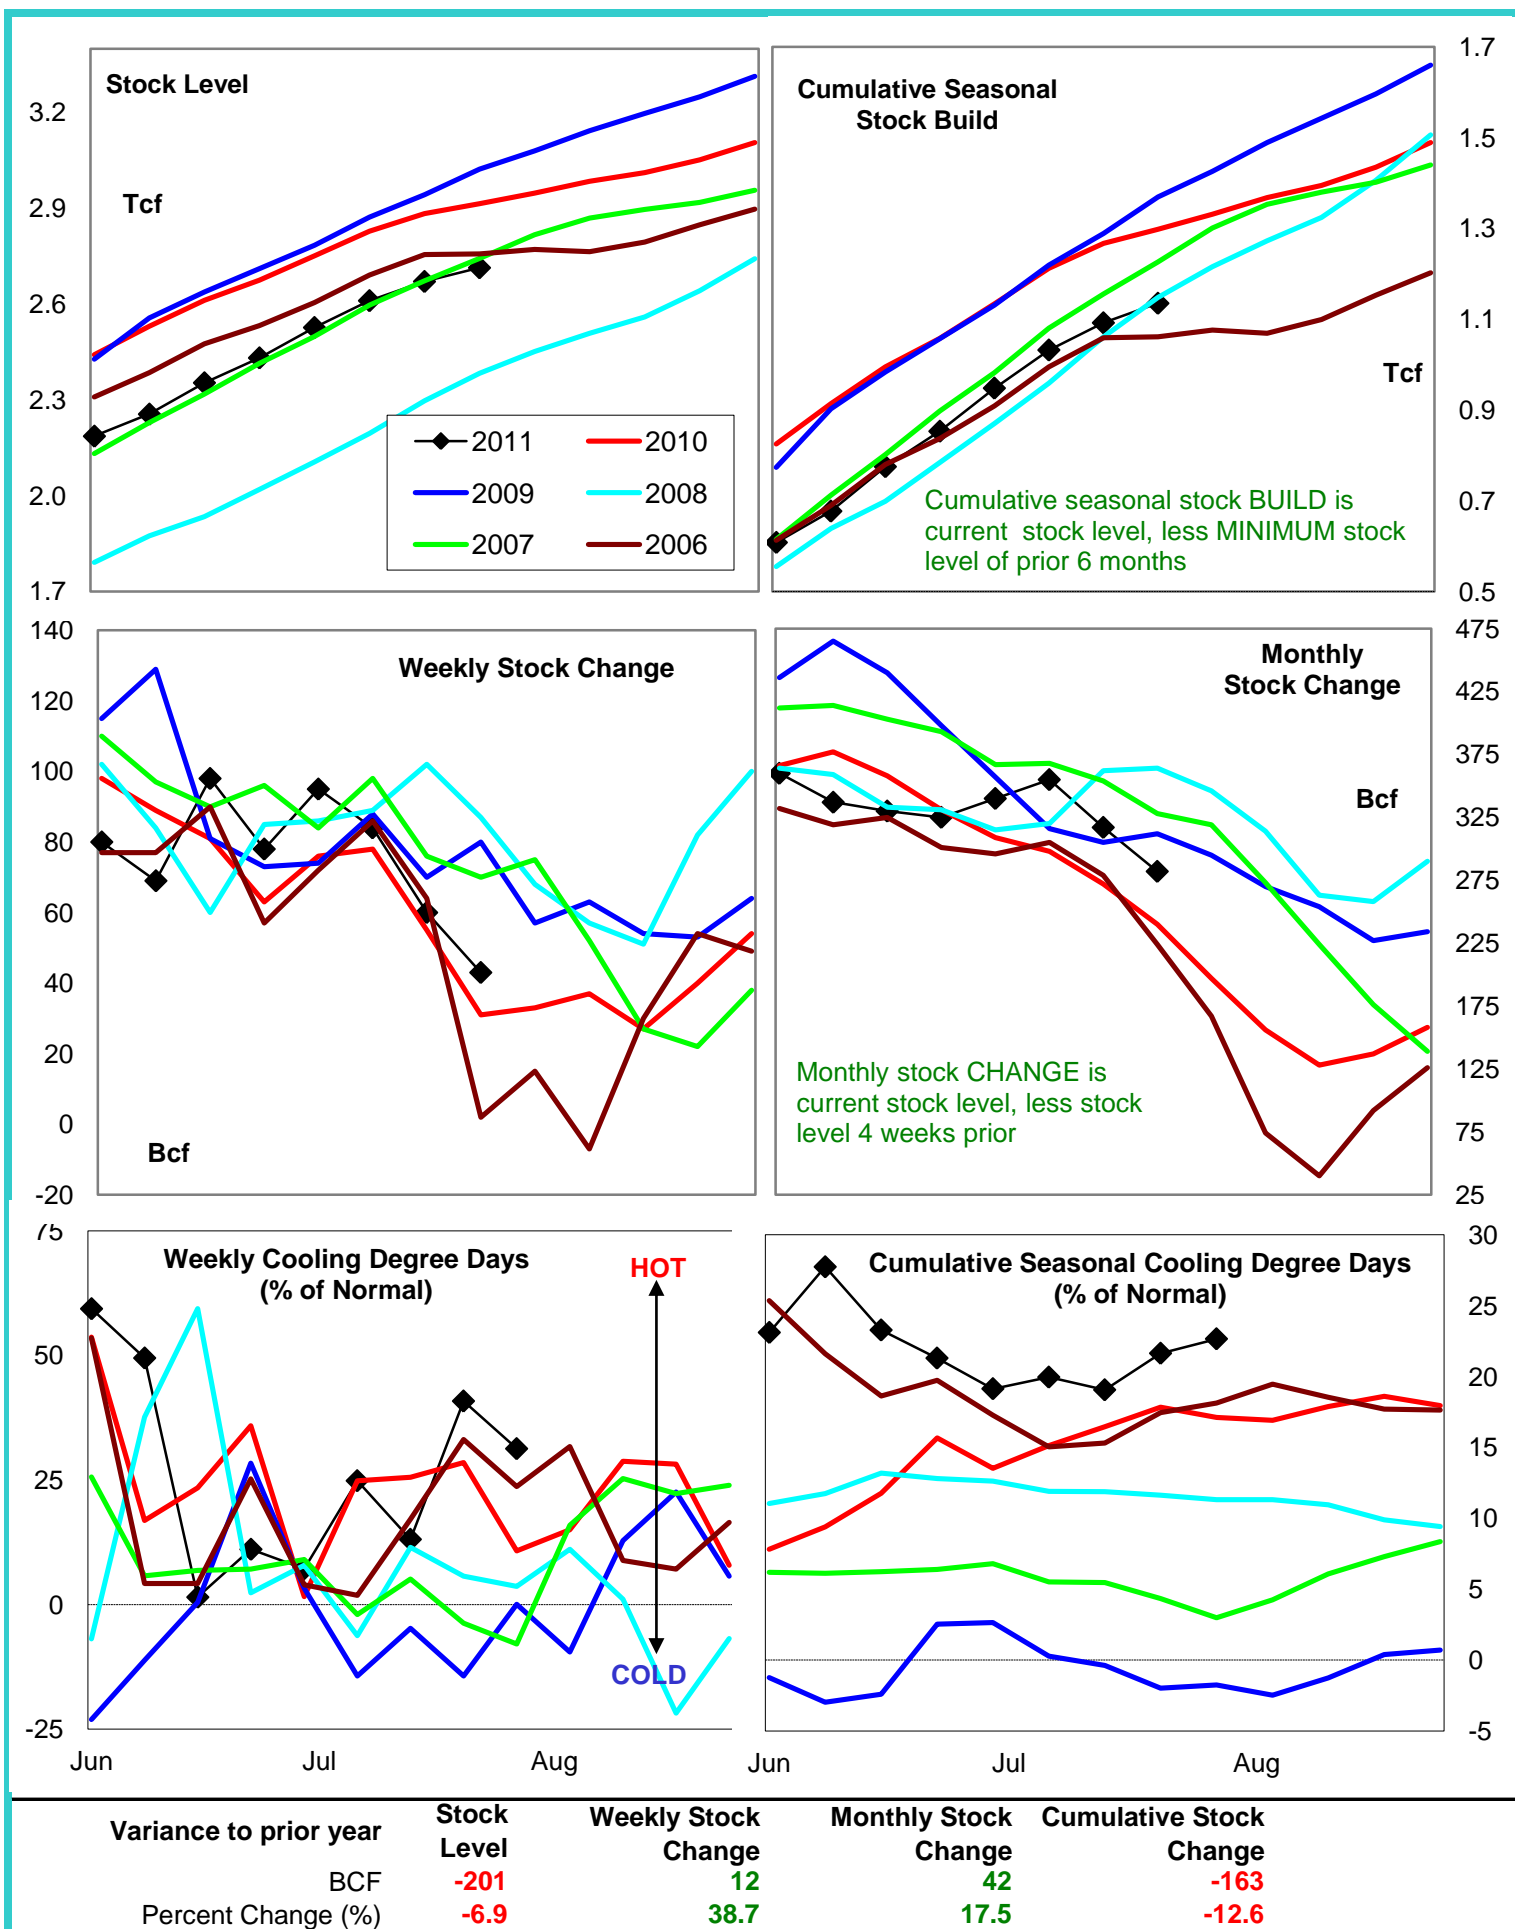 Stock Level
Tcf
3.2
2.9
2.6
2.3
2.0
1.7
2011
2010
2009
2008
2007
2006
Cumulative Seasonal
Stock Build
Tcf
1.7
1.5
1.3
1.1
0.9
0.7
0.5
Cumulative seasonal stock BUILD is
current stock level, less MINIMUM stock
level of prior 6 months
Weekly Stock Change
140
120
100
80
60
40
20
0
-20
Bcf
Monthly
Stock Change
Bcf
475
425
375
325
275
225
175
125
75
25
Monthly stock CHANGE is
current stock level, less stock
level 4 weeks prior
Weekly Cooling Degree Days
(% of Normal)
HOT
COLD
75
50
25
0
-25
Jun
Jul
Aug
Cumulative Seasonal Cooling Degree Days
(% of Normal)
30
25
20
15
10
5
0
-5
Jun
Jul
Aug
Variance to prior year
Stock
Level
Weekly Stock
Change
Monthly Stock
Change
Cumulative Stock
Change
BCF -201 12 42 -163
Percent Change (%) -6.9 38.7 17.5 -12.6